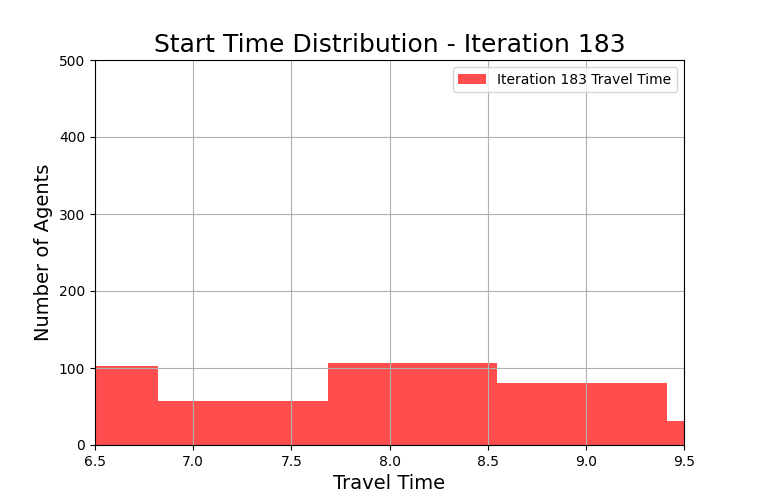 Start Time Distribution - Iteration 183
Iteration 183 Travel Time
Number of Agents
500
400
300
200
100
0
6.5 7.0 7.5 8.0 8.5 9.0 9.5
Travel Time